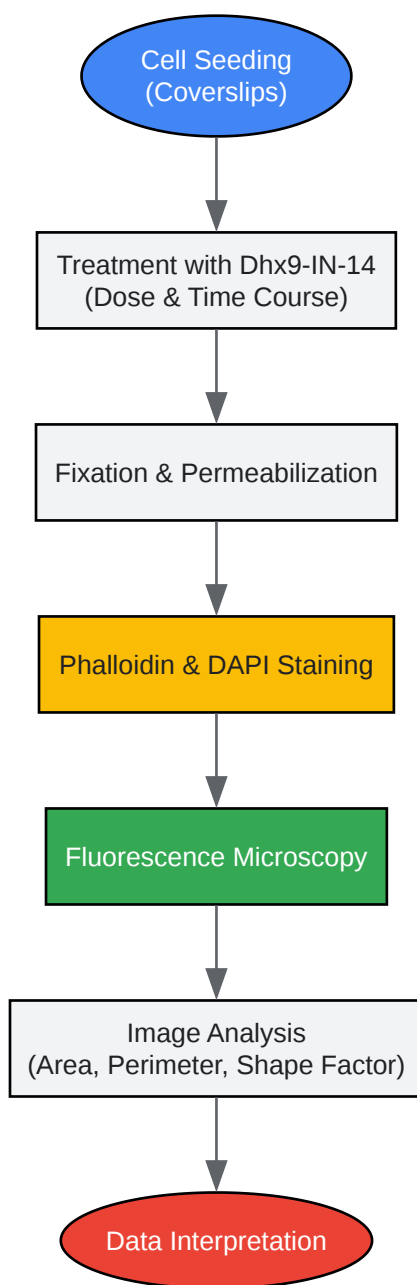 Cell Seeding
(Coverslips)
Treatment with Dhx9-IN-14
(Dose & Time Course)
Fixation & Permeabilization
Phalloidin & DAPI Staining
Fluorescence Microscopy
Image Analysis
(Area, Perimeter, Shape Factor)
Data Interpretation